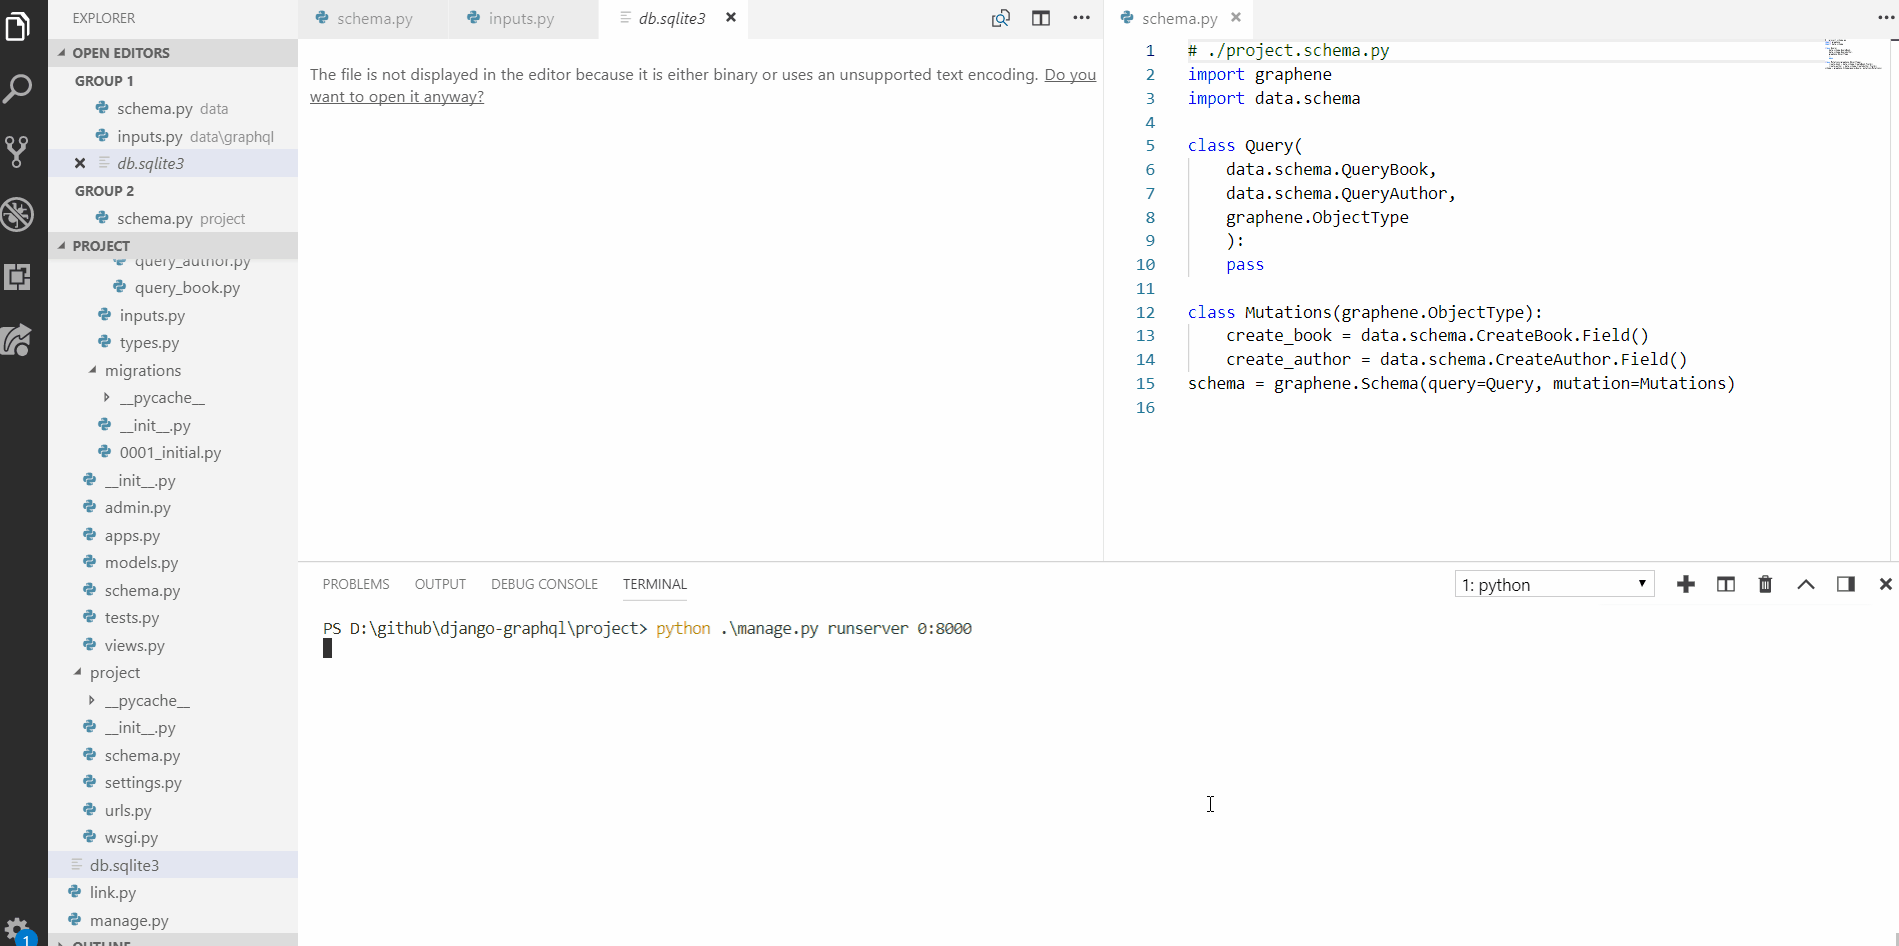 EXPLORER
OPEN EDITORS
GROUP 1
schema.py data
inputs.py data\graphql
db.sqlite3
GROUP 2
schema.py project
PROJECT
query_author.py
query_book.py
inputs.py
types.py
migrations
__pycache__
__init__.py
0001_initial.py
__init__.py
admin.py
apps.py
models.py
schema.py
tests.py
views.py
project
__pycache__
__init__.py
schema.py
settings.py
urls.py
wsgi.py
db.sqlite3
link.py
manage.py
OUTLINE
1
schema.py
inputs.py
db.sqlite3
The file is not displayed in the editor because it is either binary or uses an unsupported text encoding. Do you
want to open it anyway?
schema.py
1 # ./project.schema.py
2 import graphene
3 import data.schema
4
5 class Query(
6 data.schema.QueryBook,
7 data.schema.QueryAuthor,
8 graphene.ObjectType
9 ):
10 pass
11
12 class Mutations(graphene.ObjectType):
13 create_book = data.schema.CreateBook.Field()
14 create_author = data.schema.CreateAuthor.Field()
15 schema = graphene.Schema(query=Query, mutation=Mutations)
16
PROBLEMS OUTPUT DEBUG CONSOLE TERMINAL
1: python
PS D:\github\django-graphql\project> python .\manage.py runserver 0:8000